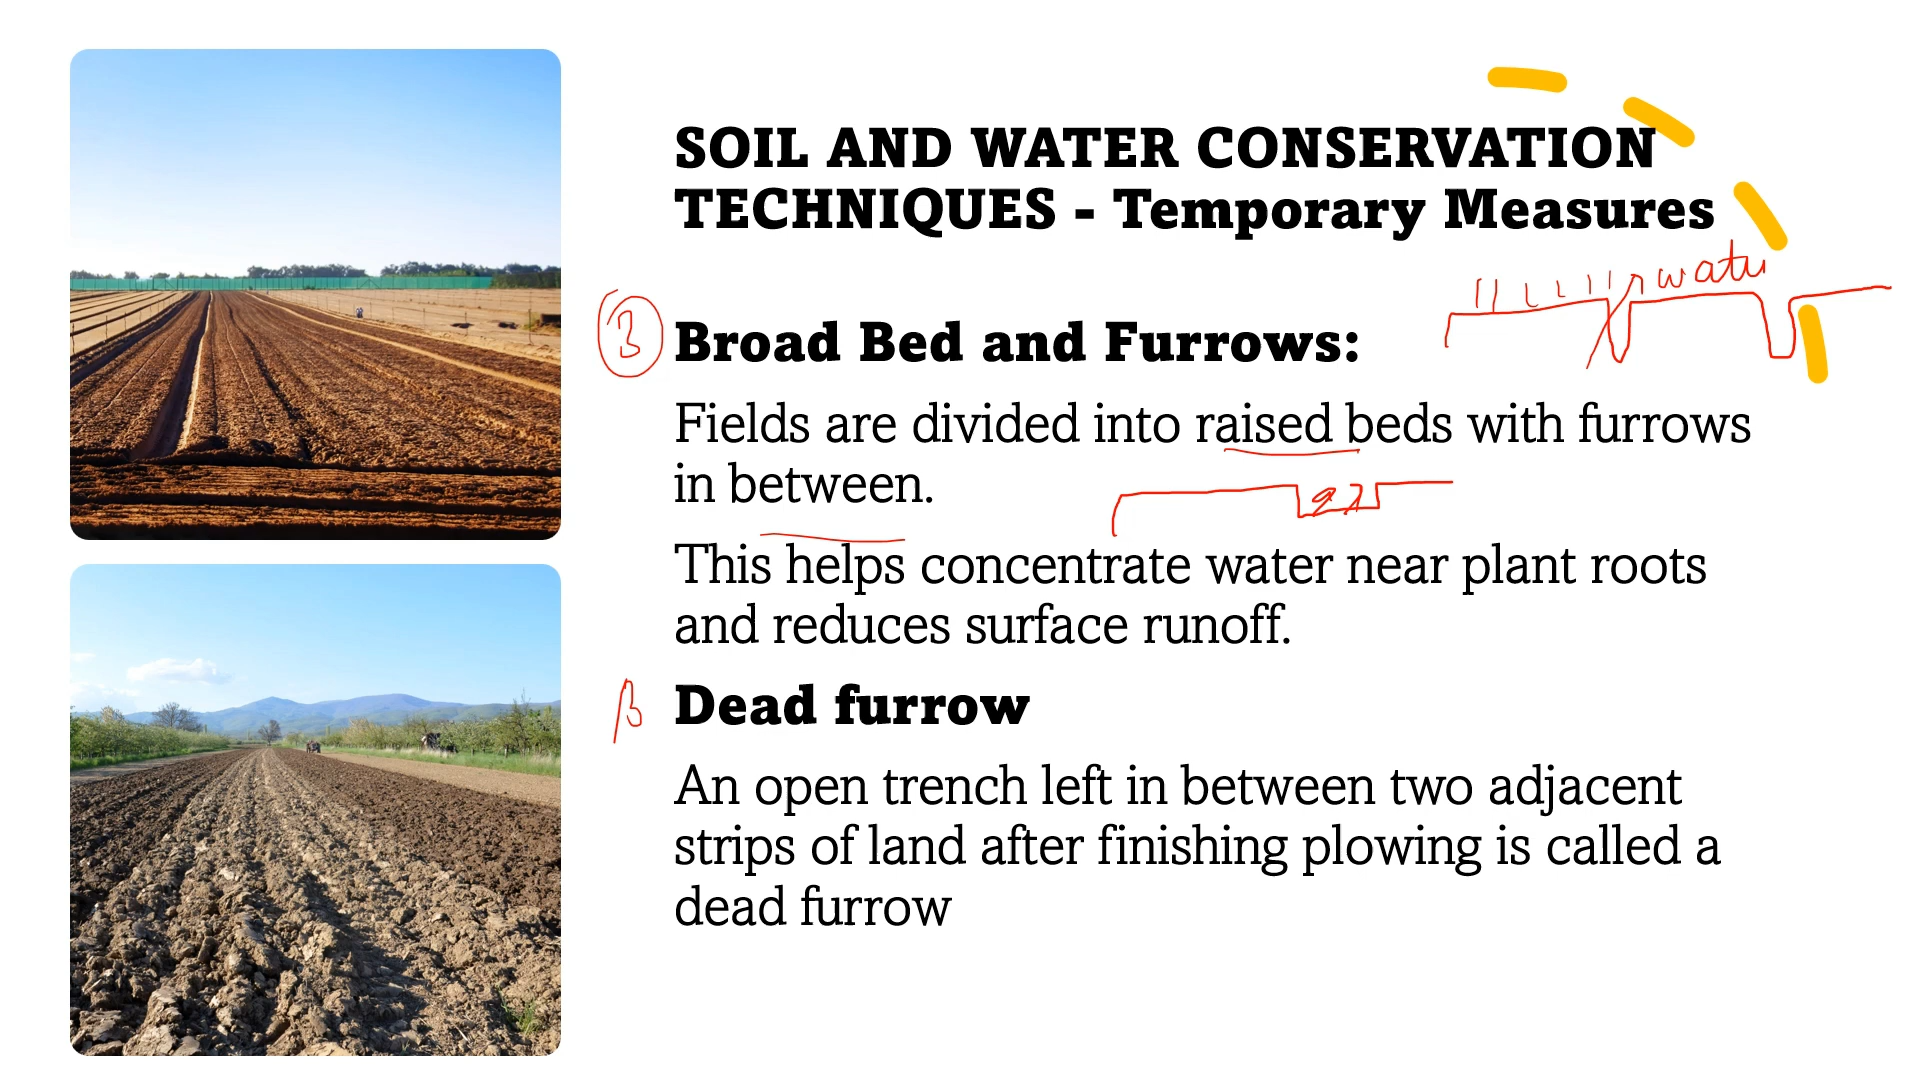 SOIL AND WATER CONSERVATION
TECHNIQUES - Temporary Measures
water
3 Broad Bed and Furrows:
Fields are divided into raised beds with furrows
in between.
This helps concentrate water near plant roots
and reduces surface runoff.
Dead furrow
An open trench left in between two adjacent
strips of land after finishing plowing is called a
dead furrow